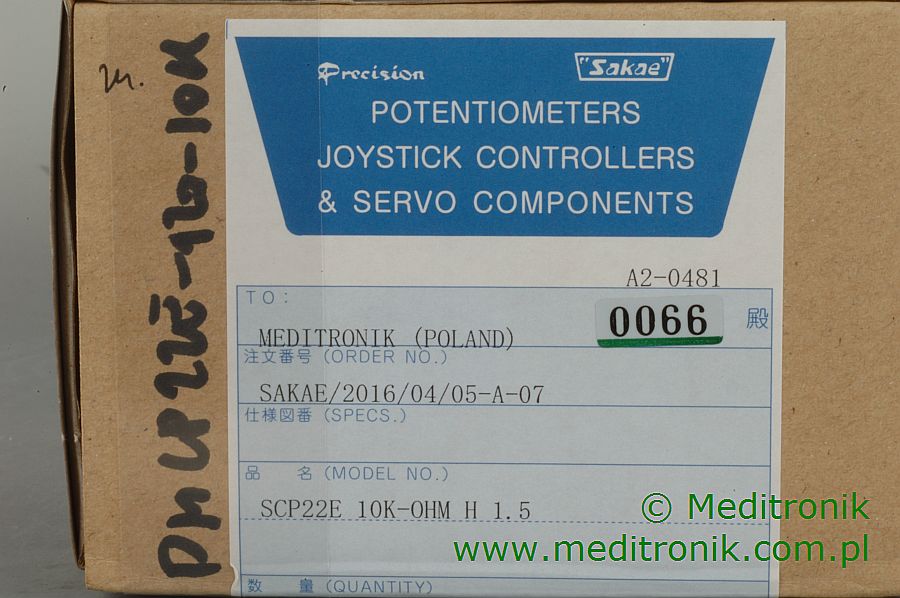 Precision "Sakae"
POTENTIOMETERS
JOYSTICK CONTROLLERS
& SERVO COMPONENTS
A2-0481
TO:
MEDITRONIK (POLAND) 0066 殿
注文番号 (ORDER NO.)
SAKAE/2016/04/05-A-07
仕様図番 (SPECS.)
品 名 (MODEL NO.)
SCP22E 10K-OHM H 1.5
数 量 (QUANTITY)
© Meditronik
www.meditronik.com.pl